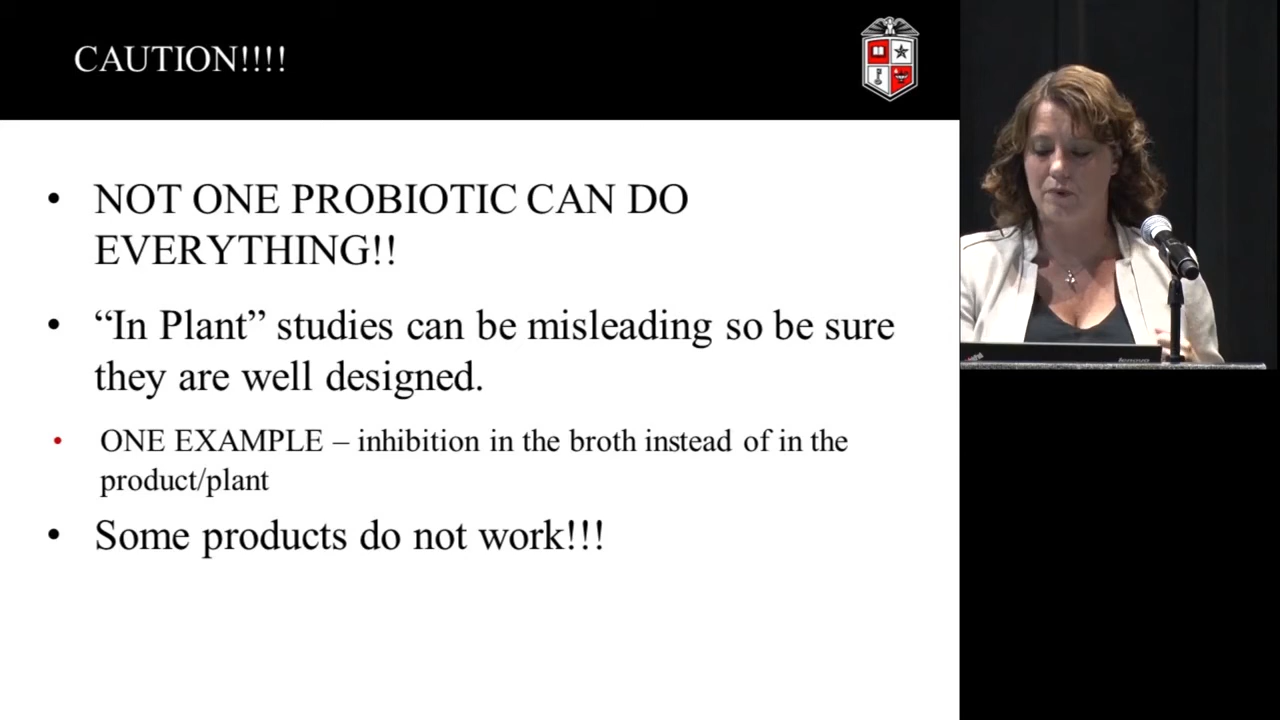 CAUTION!!!!
• NOT ONE PROBIOTIC CAN DO
EVERYTHING!!
• “In Plant” studies can be misleading so be sure
they are well designed.
• ONE EXAMPLE – inhibition in the broth instead of in the
product/plant
• Some products do not work!!!